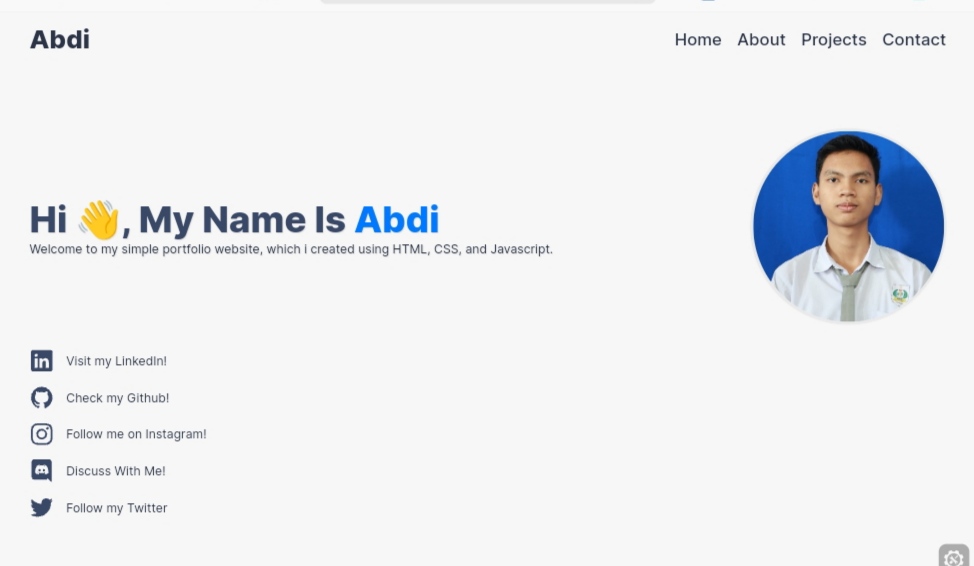 Abdi
Home About Projects Contact
Hi 👋, My Name Is Abdi
Welcome to my simple portfolio website, which i created using HTML, CSS, and Javascript.
Visit my LinkedIn!
Check my Github!
Follow me on Instagram!
Discuss With Me!
Follow my Twitter